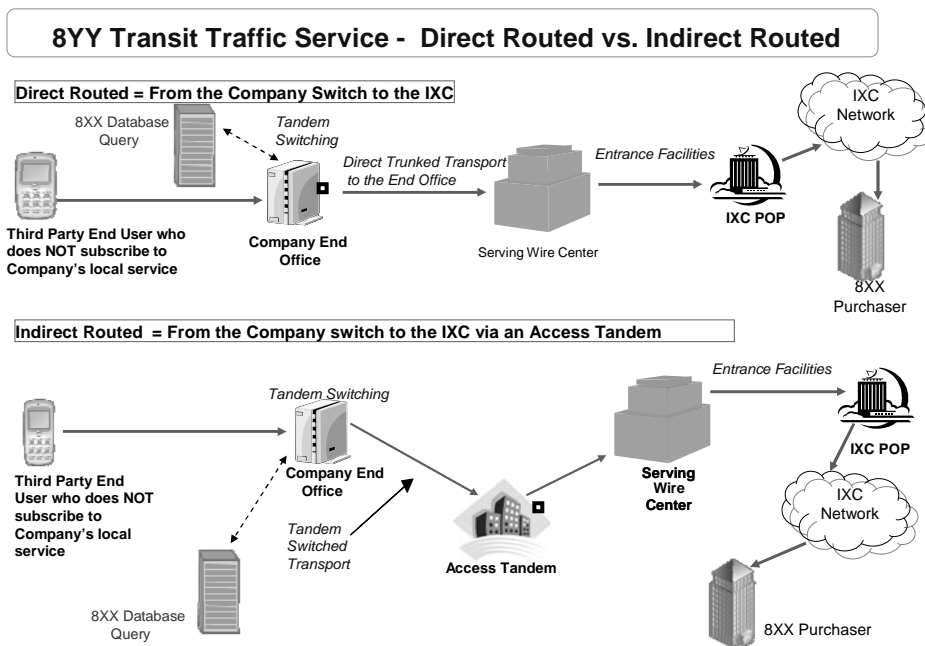 8YY Transit Traffic Service - Direct Routed vs. Indirect Routed
Direct Routed = From the Company Switch to the IXC
8XX Database
Query
Tandem
Switching
IXC
Network
Direct Trunked Transport
to the End Office
Entrance Facilities
IXC POP
Third Party End User who
does NOT subscribe to
Company's local service
Company End
Office
Serving Wire Center
8XX
Purchaser
Indirect Routed = From the Company switch to the IXC via an Access Tandem
Entrance Facilities
Tandem Switching
IXC POP
Company End
Office
Serving
Wire
Center
Third Party End
User who does NOT
subscribe to
Company's local
service
IXC
Network
Tandem
Switched
Transport
Access Tandem
8XX Database
Query
8XX Purchaser